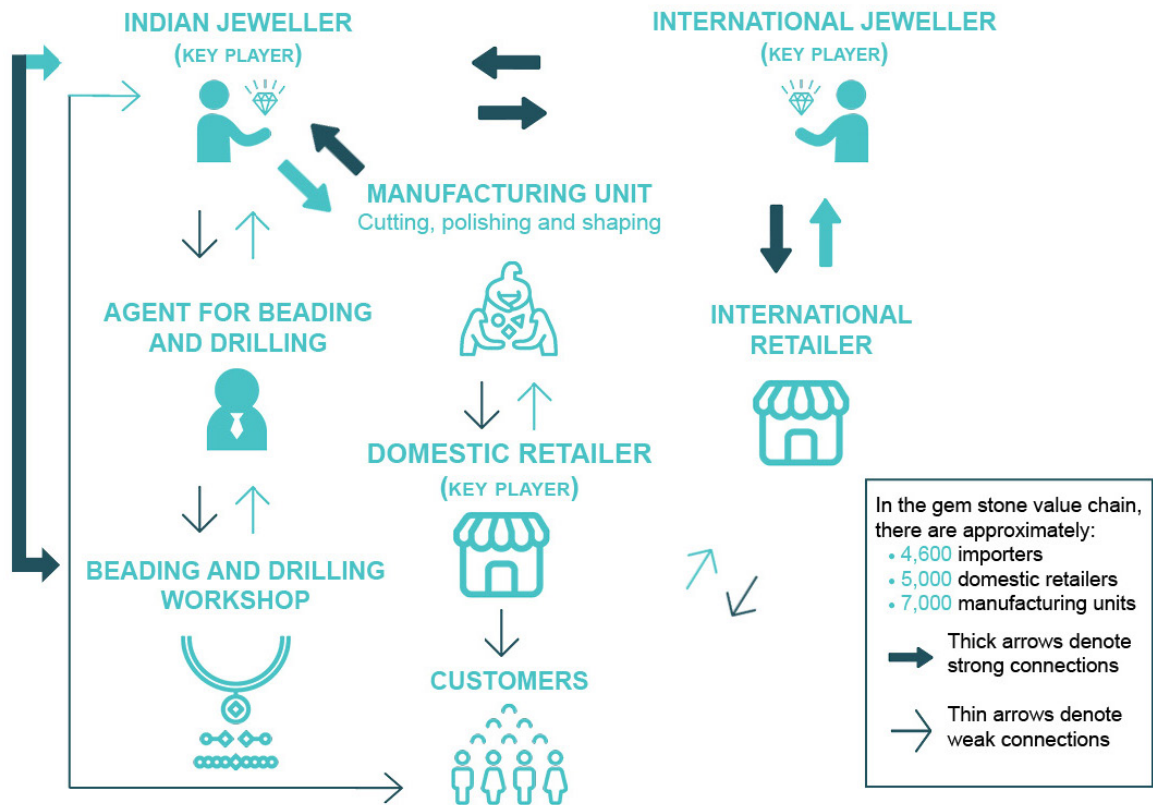 INDIAN JEWELLER
(KEY PLAYER)
INTERNATIONAL JEWELLER
(KEY PLAYER)
MANUFACTURING UNIT
Cutting, polishing and shaping
AGENT FOR BEADING
AND DRILLING
INTERNATIONAL
RETAILER
DOMESTIC RETAILER
(KEY PLAYER)
BEADING AND DRILLING
WORKSHOP
CUSTOMERS
In the gem stone value chain,
there are approximately:
• 4,600 importers
• 5,000 domestic retailers
• 7,000 manufacturing units
Thick arrows denote
strong connections
Thin arrows denote
weak connections